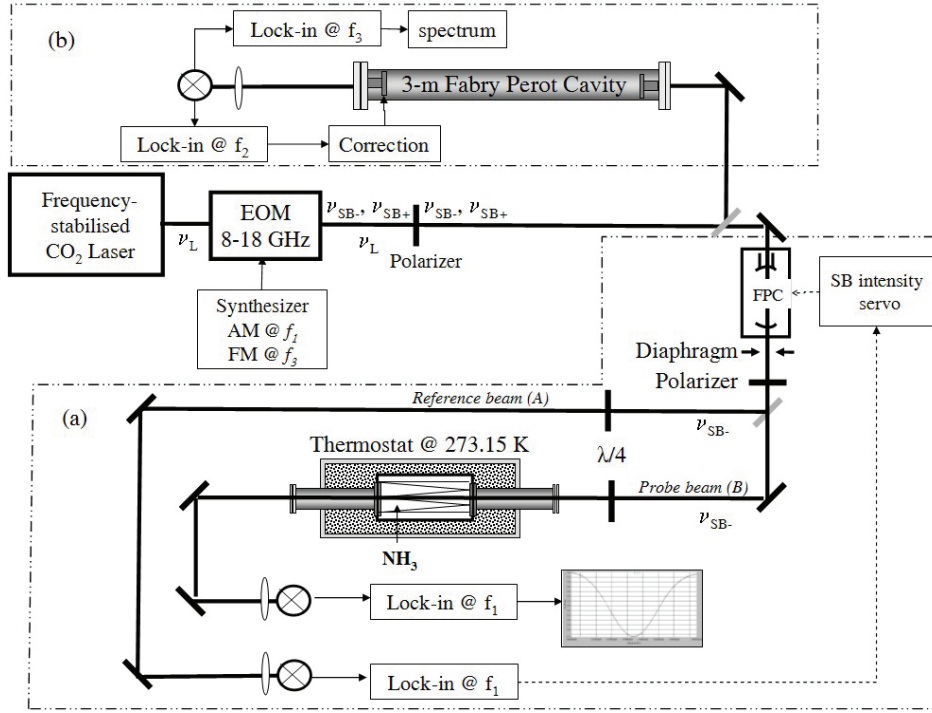 (b)
Lock-in @ f3
spectrum
3-m Fabry Perot Cavity
Lock-in @ f2
Correction
Frequency-
stabilised
CO2 Laser
νL
EOM
8-18 GHz
νSB-, νSB+
νL
νSB-, νSB+
Polarizer
Synthesizer
AM @ f1
FM @ f3
FPC
SB intensity
servo
Diaphragm
Polarizer
(a)
Reference beam (A)
νSB-
Thermostat @ 273.15 K
λ/4
Probe beam (B)
νSB-
NH3
Lock-in @ f1
Lock-in @ f1